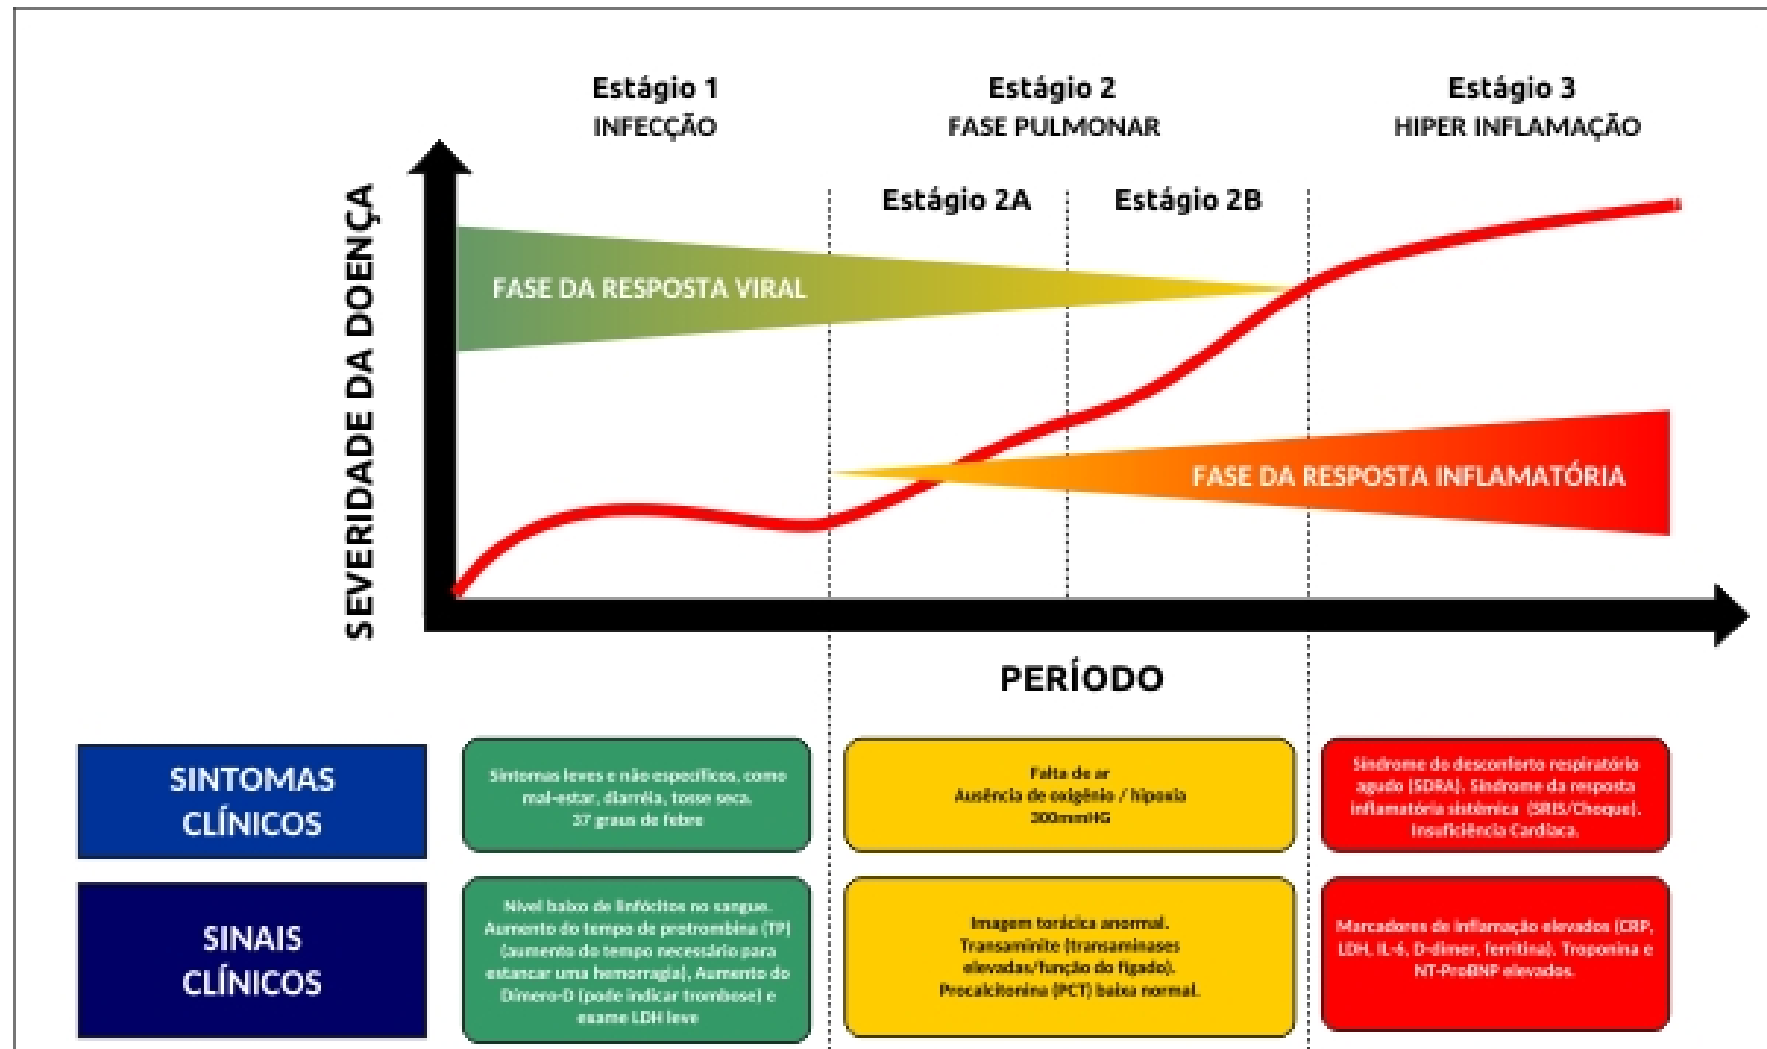 Estágio 1
INFECÇÃO
Estágio 2
FASE PULMONAR
Estágio 3
HIPER INFLAMAÇÃO
Estágio 2A
Estágio 2B
SEVERIDADE DA DOENÇA
FASE DA RESPOSTA VIRAL
FASE DA RESPOSTA INFLAMATÓRIA
PERÍODO
SINTOMAS
CLÍNICOS
Sintomas leves e não específicos, como
mal-estar, diarréia, tosse seca.
37 graus de febre
Falta de ar
Ausência de oxigênio / hipoxia
300mmHG
Síndrome do desconforto respiratório
agudo (SDRA). Síndrome da resposta
inflamatória sistêmica (SRIS/Choque).
Insuficiência Cardíaca.
SINAIS
CLÍNICOS
Nível baixo de linfócitos no sangue.
Aumento do tempo de protrombina (TP)
(aumento do tempo necessário para
estancar uma hemorragia), Aumento do
Dímero-D (pode indicar trombose) e
exame LDH leve
Imagem torácica anormal.
Transaminite (transaminases
elevadas/função do fígado).
Procalcitonina (PCT) baixa normal.
Marcadores de inflamação elevados (CRP,
LDH, IL-6, D-dimer, ferritina). Troponina e
NT-ProBNP elevados.